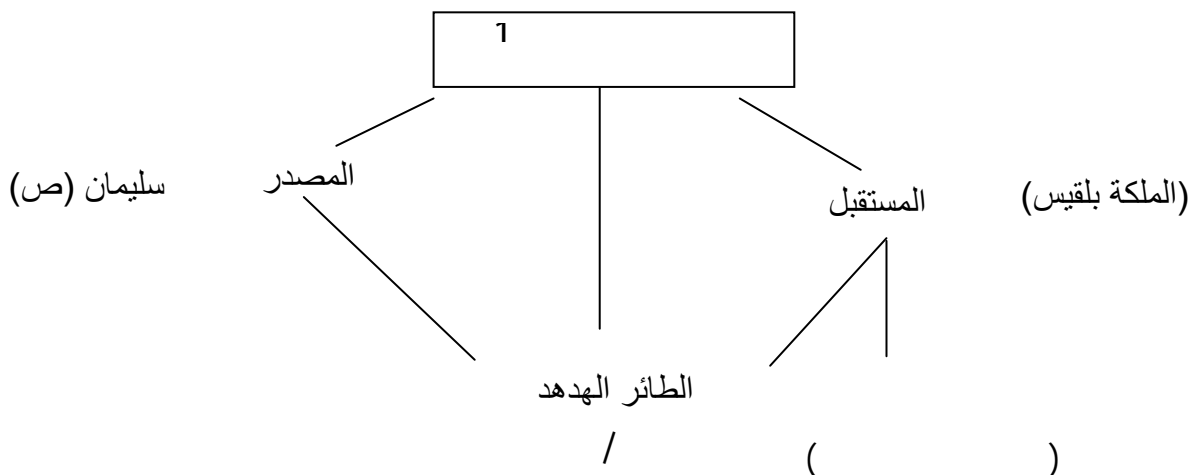 1
(الملكة بلقيس) المستقبل المصدر سليمان (ص)
الطائر الهدهد
/
( )